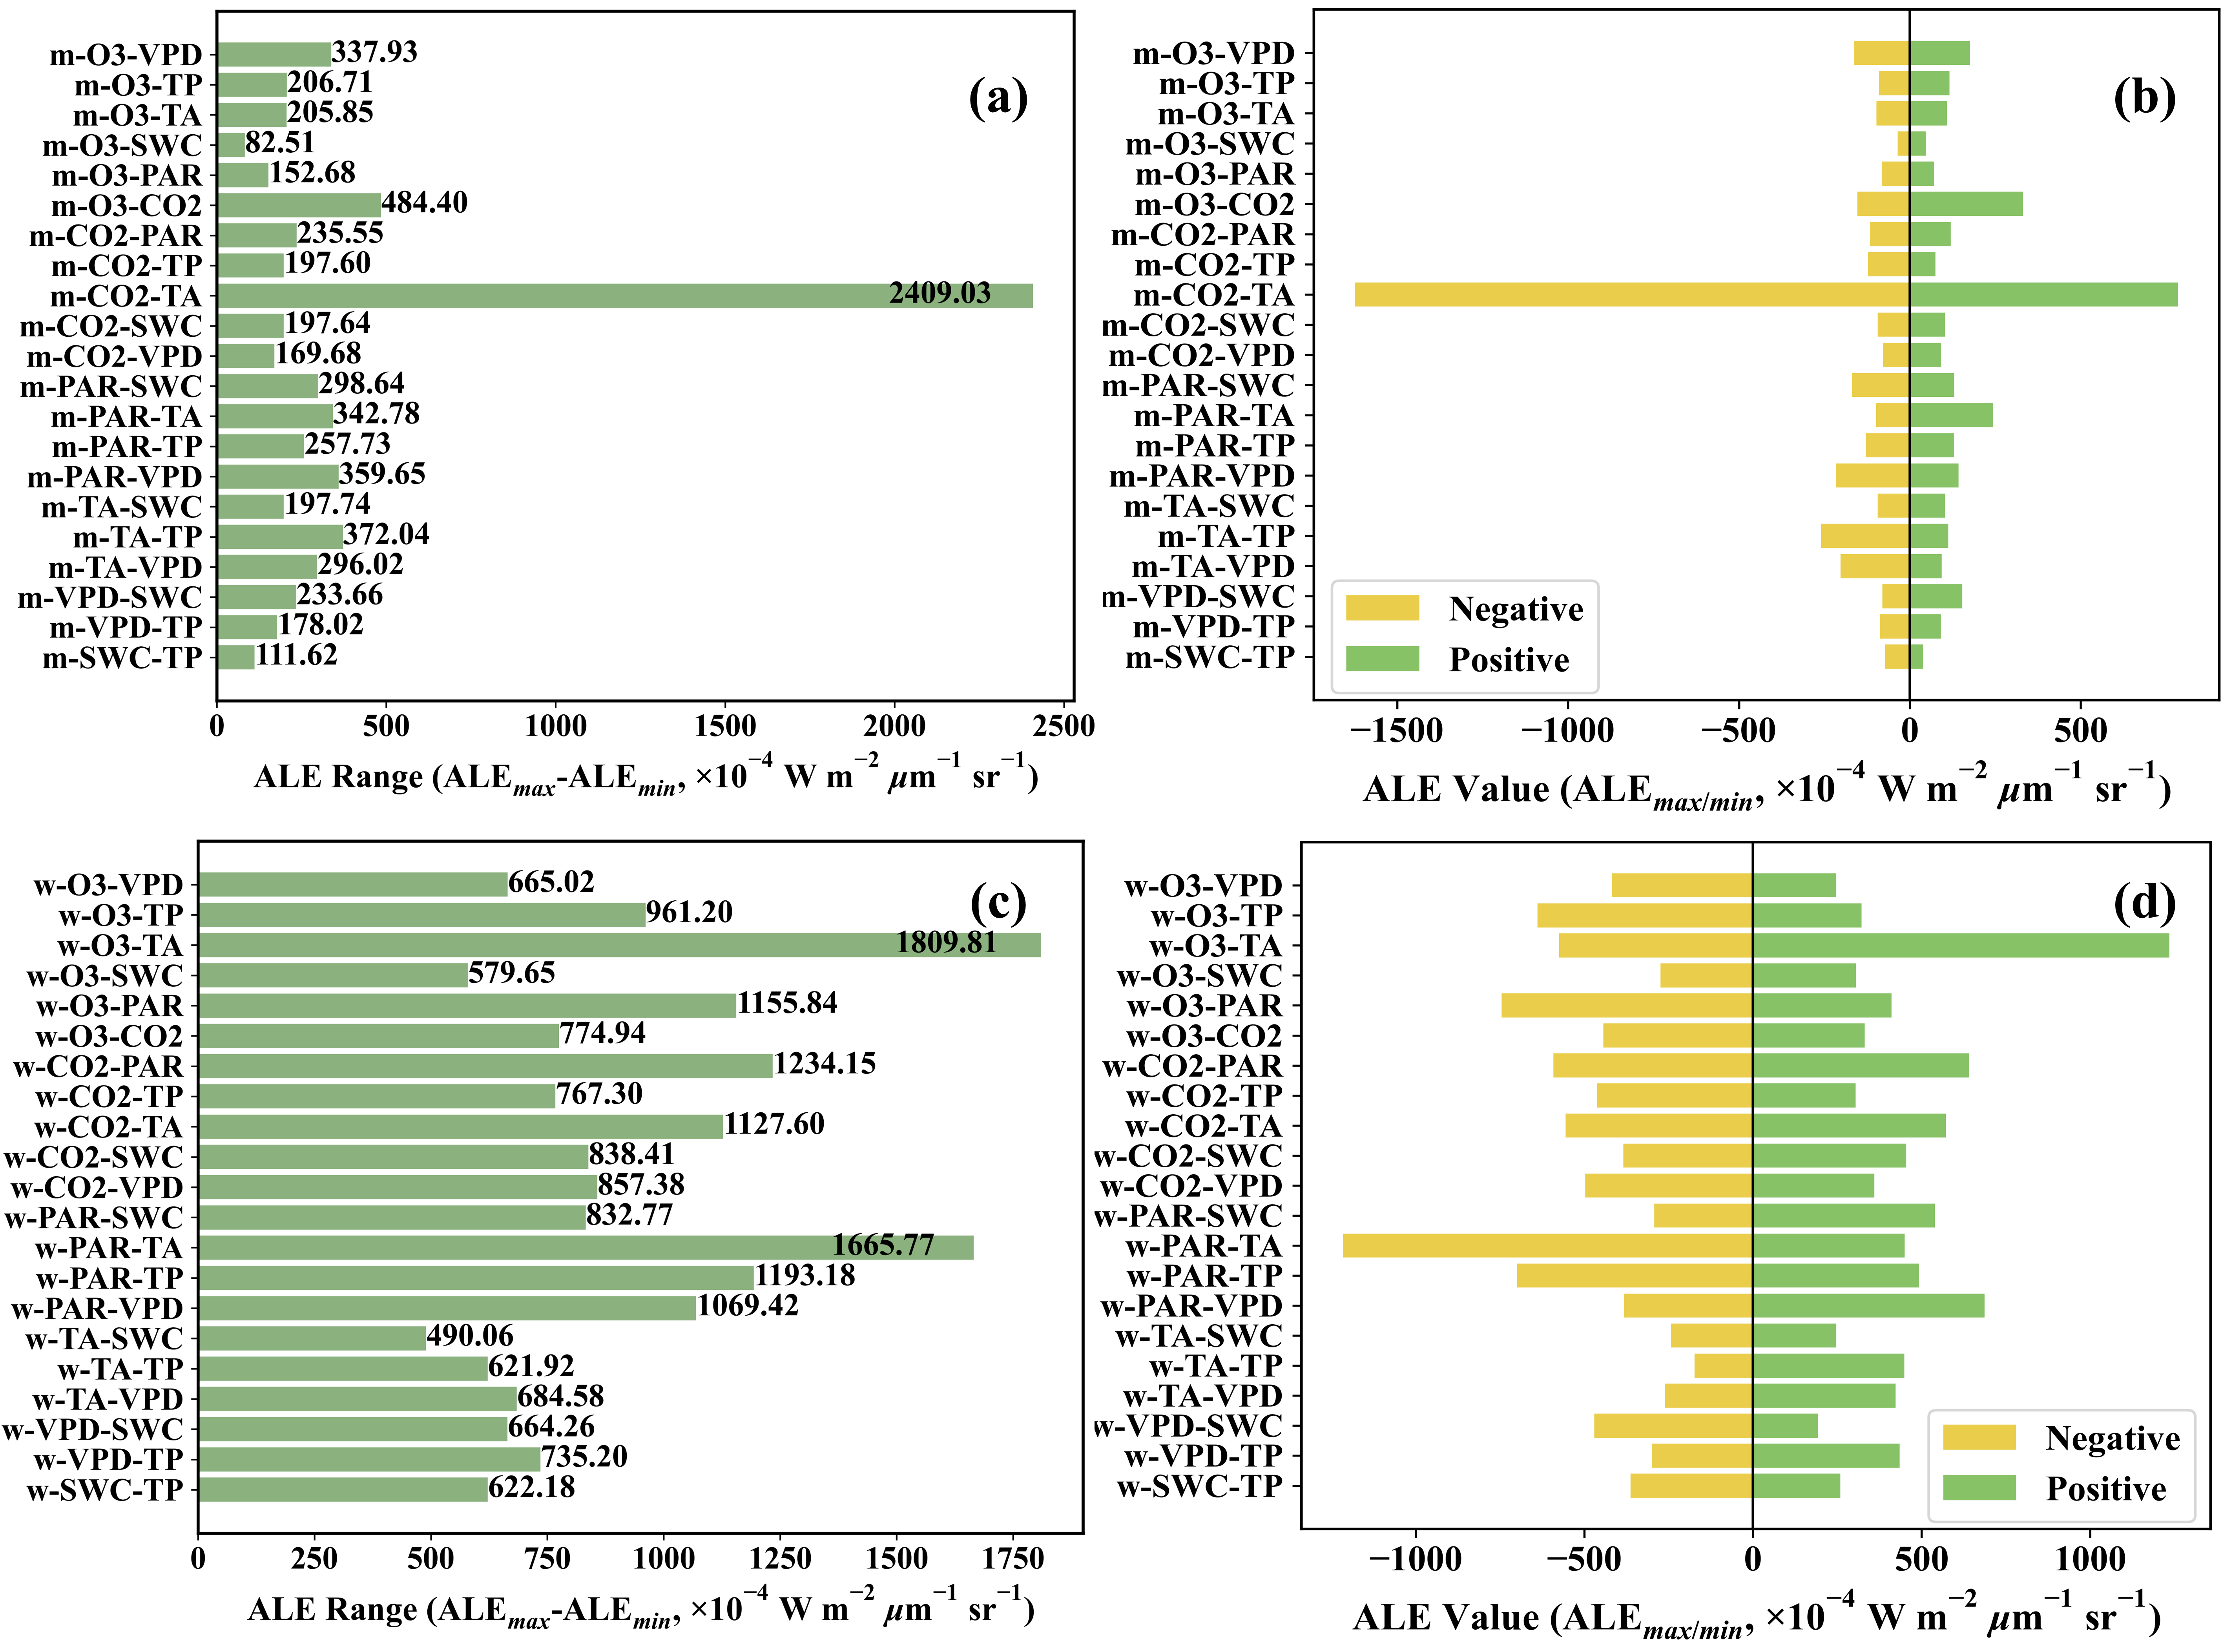 (a)
m-O3-VPD 337.93
m-O3-TP 206.71
m-O3-TA 205.85
m-O3-SWC 82.51
m-O3-PAR 152.68
m-O3-CO2 484.40
m-CO2-PAR 235.55
m-CO2-TP 197.60
m-CO2-TA 2409.03
m-CO2-SWC 197.64
m-CO2-VPD 169.68
m-PAR-SWC 298.64
m-PAR-TA 342.78
m-PAR-TP 257.73
m-PAR-VPD 359.65
m-TA-SWC 197.74
m-TA-TP 372.04
m-TA-VPD 296.02
m-VPD-SWC 233.66
m-VPD-TP 178.02
m-SWC-TP 111.62
0 500 1000 1500 2000 2500
ALE Range (ALEmax-ALEmin, ×10−4 W m−2 μm−1 sr−1)
(b)
m-O3-VPD
m-O3-TP
m-O3-TA
m-O3-SWC
m-O3-PAR
m-O3-CO2
m-CO2-PAR
m-CO2-TP
m-CO2-TA
m-CO2-SWC
m-CO2-VPD
m-PAR-SWC
m-PAR-TA
m-PAR-TP
m-PAR-VPD
m-TA-SWC
m-TA-TP
m-TA-VPD
m-VPD-SWC
m-VPD-TP
m-SWC-TP
Negative
Positive
−1500 −1000 −500 0 500
ALE Value (ALEmax/min, ×10−4 W m−2 μm−1 sr−1)
(c)
w-O3-VPD 665.02
w-O3-TP 961.20
w-O3-TA 1809.81
w-O3-SWC 579.65
w-O3-PAR 1155.84
w-O3-CO2 774.94
w-CO2-PAR 1234.15
w-CO2-TP 767.30
w-CO2-TA 1127.60
w-CO2-SWC 838.41
w-CO2-VPD 857.38
w-PAR-SWC 832.77
w-PAR-TA 1665.77
w-PAR-TP 1193.18
w-PAR-VPD 1069.42
w-TA-SWC 490.06
w-TA-TP 621.92
w-TA-VPD 684.58
w-VPD-SWC 664.26
w-VPD-TP 735.20
w-SWC-TP 622.18
0 250 500 750 1000 1250 1500 1750
ALE Range (ALEmax-ALEmin, ×10−4 W m−2 μm−1 sr−1)
(d)
w-O3-VPD
w-O3-TP
w-O3-TA
w-O3-SWC
w-O3-PAR
w-O3-CO2
w-CO2-PAR
w-CO2-TP
w-CO2-TA
w-CO2-SWC
w-CO2-VPD
w-PAR-SWC
w-PAR-TA
w-PAR-TP
w-PAR-VPD
w-TA-SWC
w-TA-TP
w-TA-VPD
w-VPD-SWC
w-VPD-TP
w-SWC-TP
Negative
Positive
−1000 −500 0 500 1000
ALE Value (ALEmax/min, ×10−4 W m−2 μm−1 sr−1)